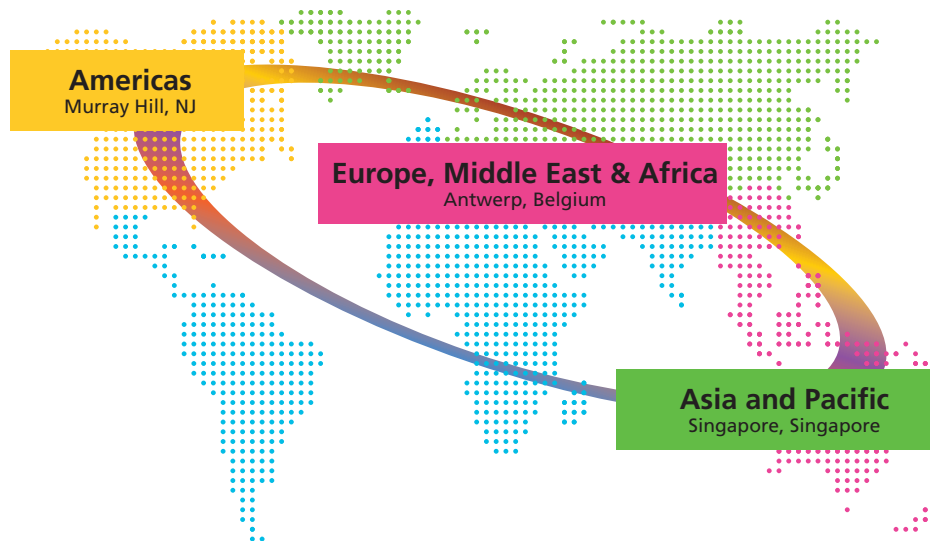 Americas
Murray Hill, NJ
Europe, Middle East & Africa
Antwerp, Belgium
Asia and Pacific
Singapore, Singapore